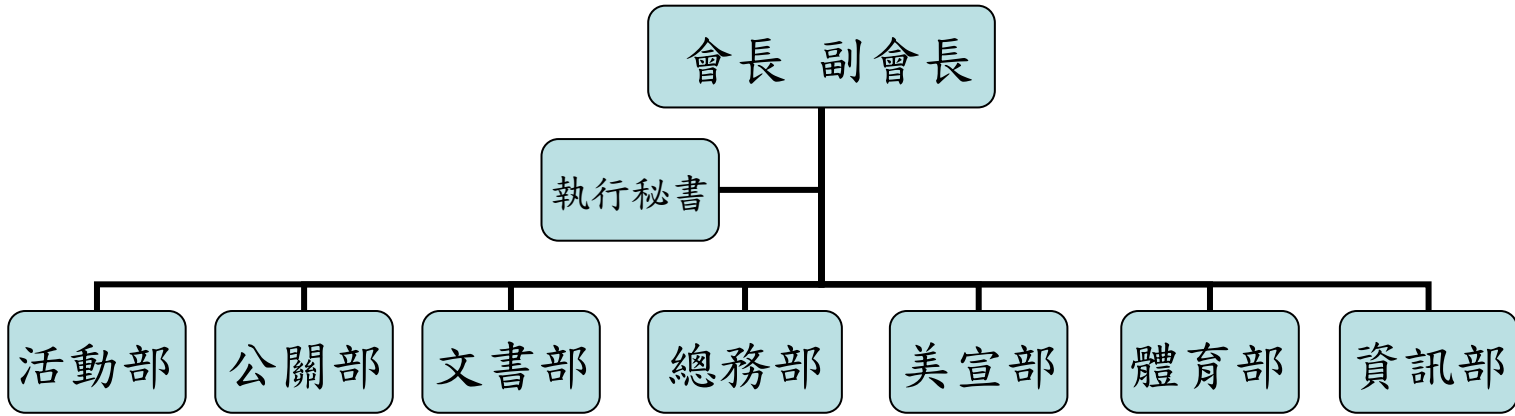 會長 副會長
執行秘書
活動部
公關部
文書部
總務部
美宣部
體育部
資訊部